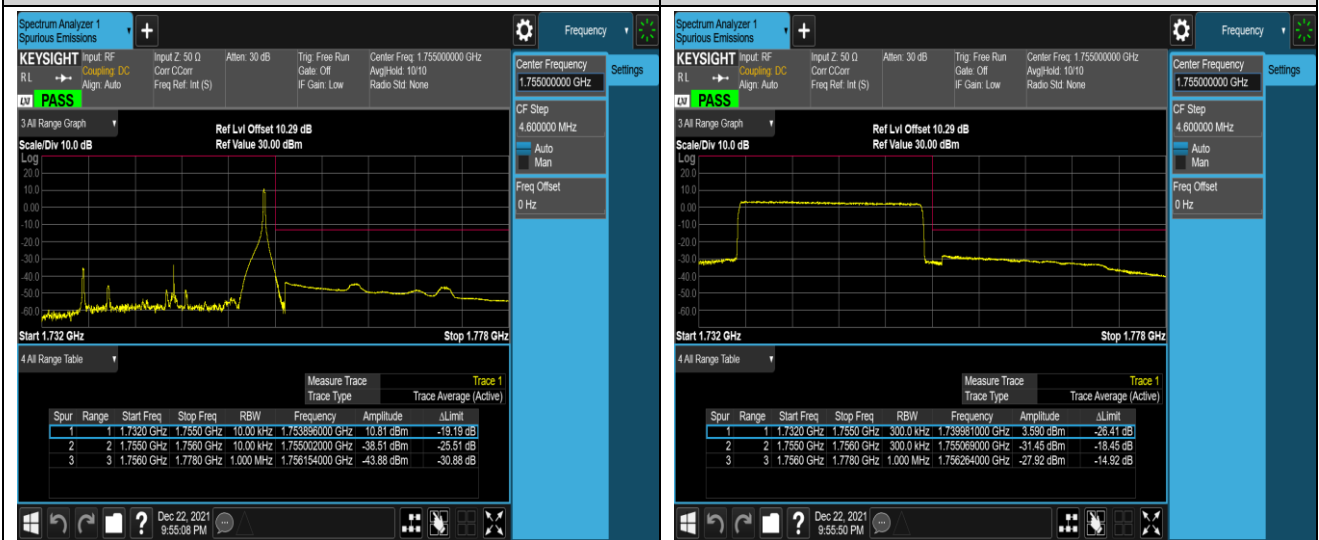 Spectrum Analyzer 1
Spurious Emissions
+
Frequency
KEYSIGHT Input: RF Input Z: 50 Ω Atten: 30 dB Trig: Free Run Center Freq: 1.755000000 GHz
RL Coupling: DC Corr CCorr Gate: Off Avg|Hold: 10/10
Align: Auto Freq Ref: Int (S) IF Gain: Low Radio Std: None
LXI PASS
Center Frequency
1.755000000 GHz
Settings
CF Step
4.600000 MHz
Auto
Man
Freq Offset
0 Hz
3 All Range Graph
Ref Lvl Offset 10.29 dB
Scale/Div 10.0 dB Ref Value 30.00 dBm
Log
20.0
10.0
0.00
-10.0
-20.0
-30.0
-40.0
-50.0
-60.0
Start 1.732 GHz Stop 1.778 GHz
4 All Range Table
Measure Trace Trace 1
Trace Type Trace Average (Active)
Spur Range Start Freq Stop Freq RBW Frequency Amplitude ΔLimit
1 1 1.7320 GHz 1.7550 GHz 10.00 kHz 1.753896000 GHz 10.81 dBm -19.19 dB
2 2 1.7550 GHz 1.7560 GHz 10.00 kHz 1.755002000 GHz -38.51 dBm -25.51 dB
3 3 1.7560 GHz 1.7780 GHz 1.000 MHz 1.756154000 GHz -43.88 dBm -30.88 dB
? Dec 22, 2021
9:55:08 PM
Spectrum Analyzer 1
Spurious Emissions
+
Frequency
KEYSIGHT Input: RF Input Z: 50 Ω Atten: 30 dB Trig: Free Run Center Freq: 1.755000000 GHz
RL Coupling: DC Corr CCorr Gate: Off Avg|Hold: 10/10
Align: Auto Freq Ref: Int (S) IF Gain: Low Radio Std: None
LXI PASS
Center Frequency
1.755000000 GHz
Settings
CF Step
4.600000 MHz
Auto
Man
Freq Offset
0 Hz
3 All Range Graph
Ref Lvl Offset 10.29 dB
Scale/Div 10.0 dB Ref Value 30.00 dBm
Log
20.0
10.0
0.00
-10.0
-20.0
-30.0
-40.0
-50.0
-60.0
Start 1.732 GHz Stop 1.778 GHz
4 All Range Table
Measure Trace Trace 1
Trace Type Trace Average (Active)
Spur Range Start Freq Stop Freq RBW Frequency Amplitude ΔLimit
1 1 1.7320 GHz 1.7550 GHz 300.0 kHz 1.739981000 GHz 3.590 dBm -26.41 dB
2 2 1.7550 GHz 1.7560 GHz 300.0 kHz 1.755069000 GHz -31.45 dBm -18.45 dB
3 3 1.7560 GHz 1.7780 GHz 1.000 MHz 1.756264000 GHz -27.92 dBm -14.92 dB
? Dec 22, 2021
9:55:50 PM